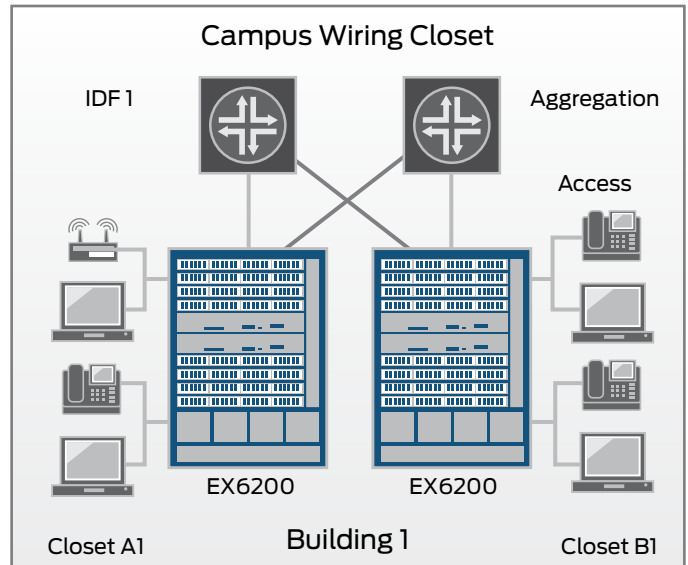 Campus Wiring Closet
IDF 1
Aggregation
Access
EX6200
EX6200
Closet A1
Building 1
Closet B1